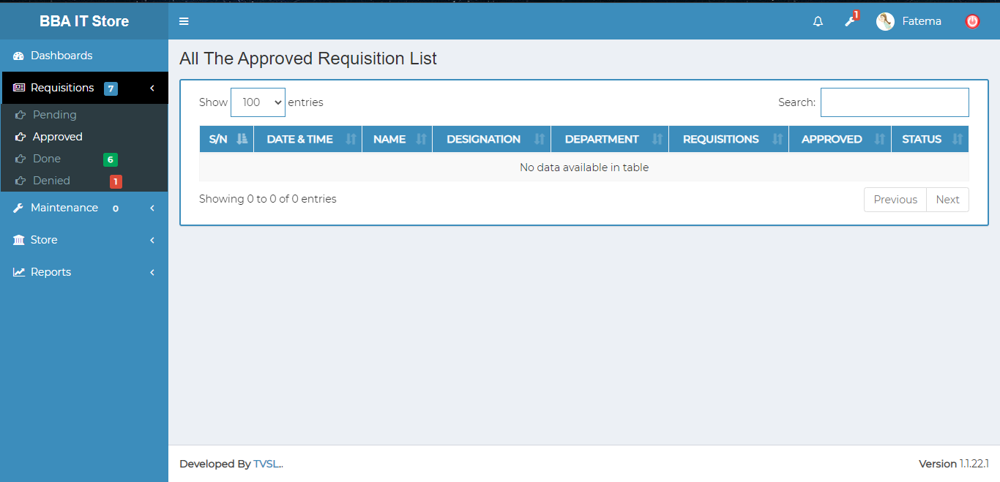 BBA IT Store
1
Fatema
Dashboards
Requisitions 7
Pending
Approved
Done 6
Denied 1
Maintenance 0
Store
Reports
All The Approved Requisition List
Show 100 entries
Search:
S/N DATE & TIME NAME DESIGNATION DEPARTMENT REQUISITIONS APPROVED STATUS
No data available in table
Showing 0 to 0 of 0 entries
Previous Next
Developed By TVSL..
Version 1.1.22.1